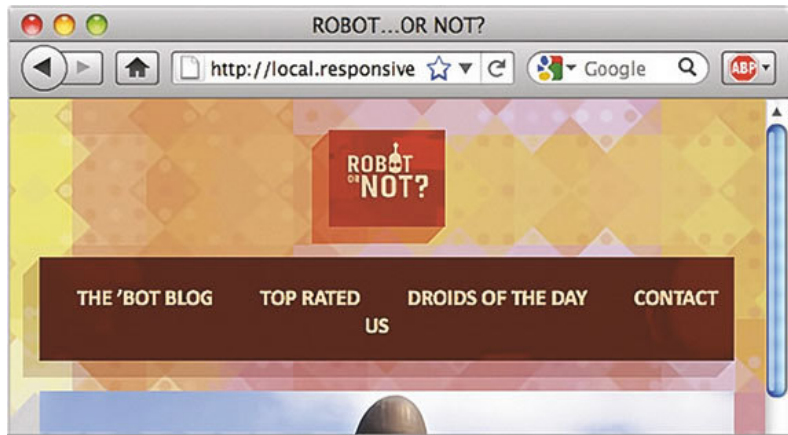 ROBOT...OR NOT?
http://local.responsive
Google
ABP
ROBOT
OR NOT?
THE ’BOT BLOG TOP RATED DROIDS OF THE DAY CONTACT
US